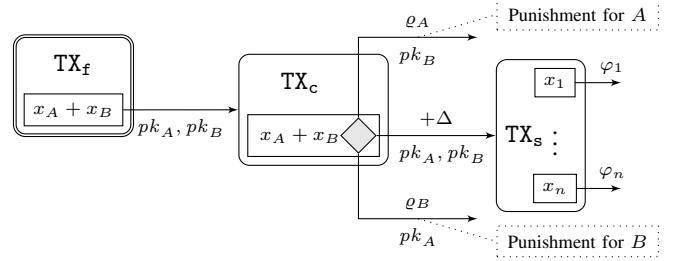 ϱ_A
Punishment for A
pk_B
TX_f
x_A + x_B
pk_A, pk_B
TX_c
x_A + x_B
+Δ
pk_A, pk_B
TX_s
x_1
φ_1
⋮
x_n
φ_n
ϱ_B
pk_A
Punishment for B